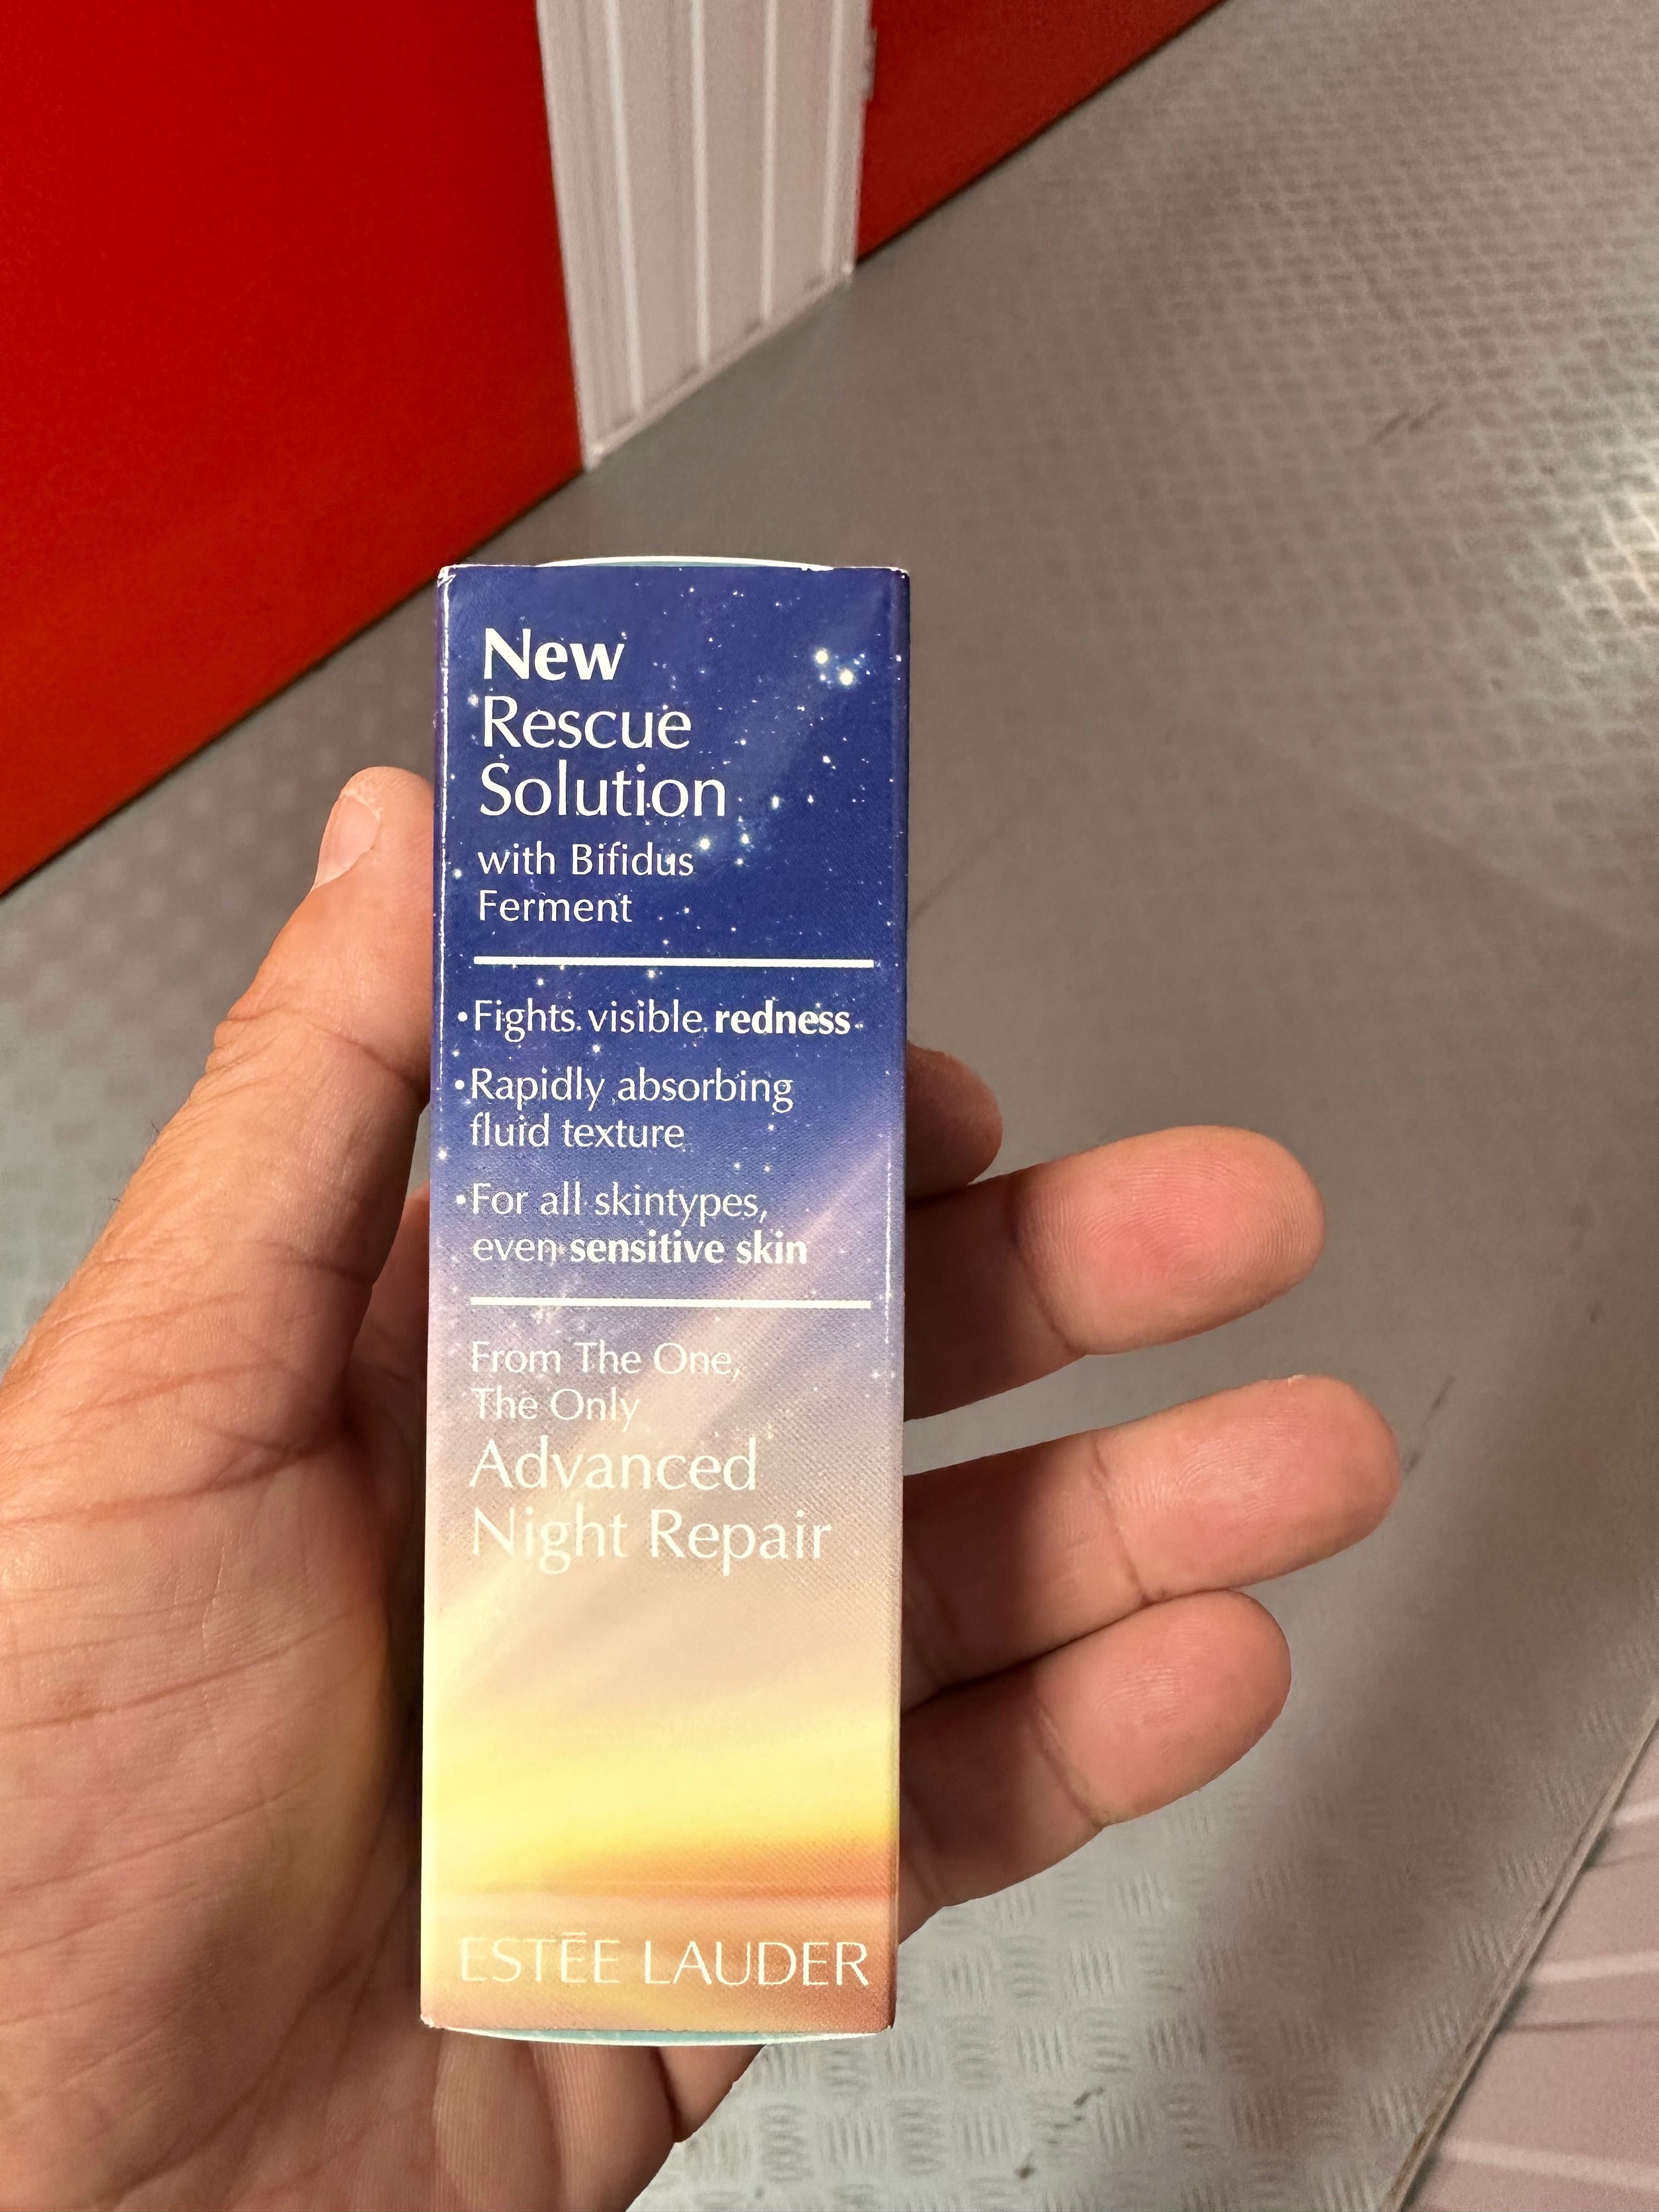 New
Rescue
Solution
with Bifidus
Ferment
•Fights visible redness
•Rapidly absorbing
fluid texture
•For all skintypes,
even sensitive skin
From The One,
The Only
Advanced
Night Repair
ESTĒE LAUDER